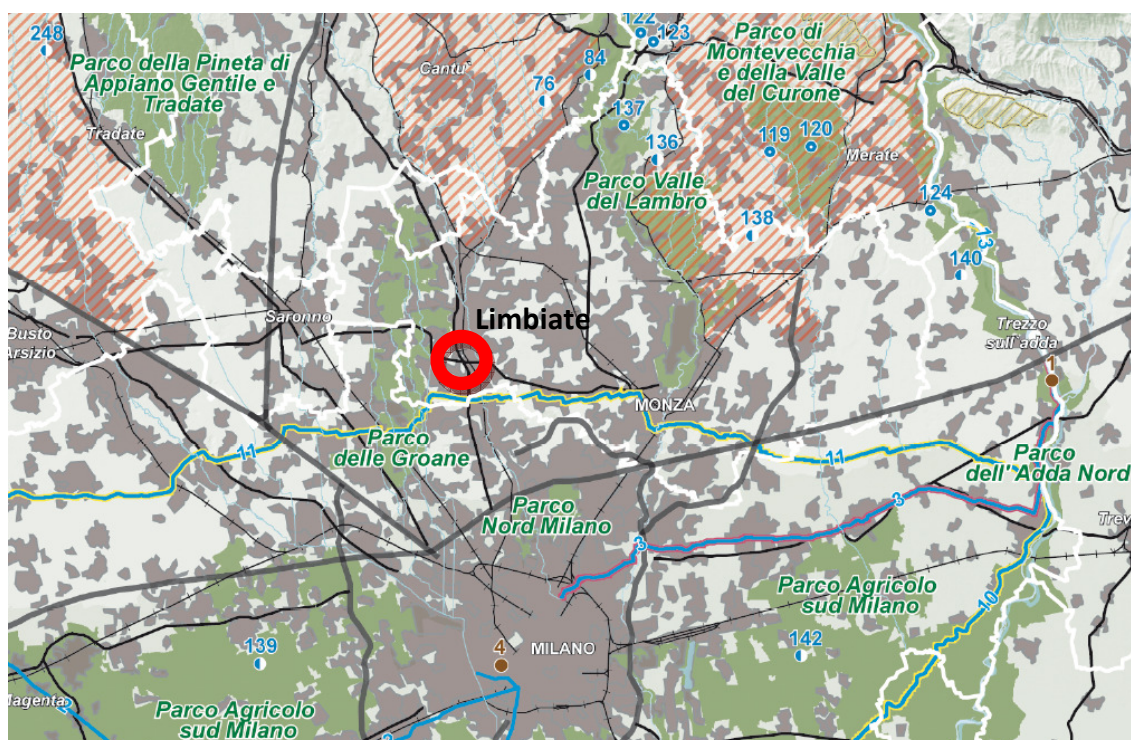 248
Parco della Pineta di
Appiano Gentile e
Tradate
Tradate
Cantù
76
84
122
123
137
136
Parco Valle
del Lambro
Parco di
Montevecchia
e della Valle
del Curone
119
120
Merate
138
124
13
140
Limbiate
Saronno
Busto
Arsizio
Trezzo
sull'adda
1
MONZA
11
Parco
delle Groane
11
Parco
dell'Adda Nord
Parco
Nord Milano
3
3
Trev
Parco Agricolo
sud Milano
10
139
4
MILANO
142
Magenta
2
Parco Agricolo
sud Milano